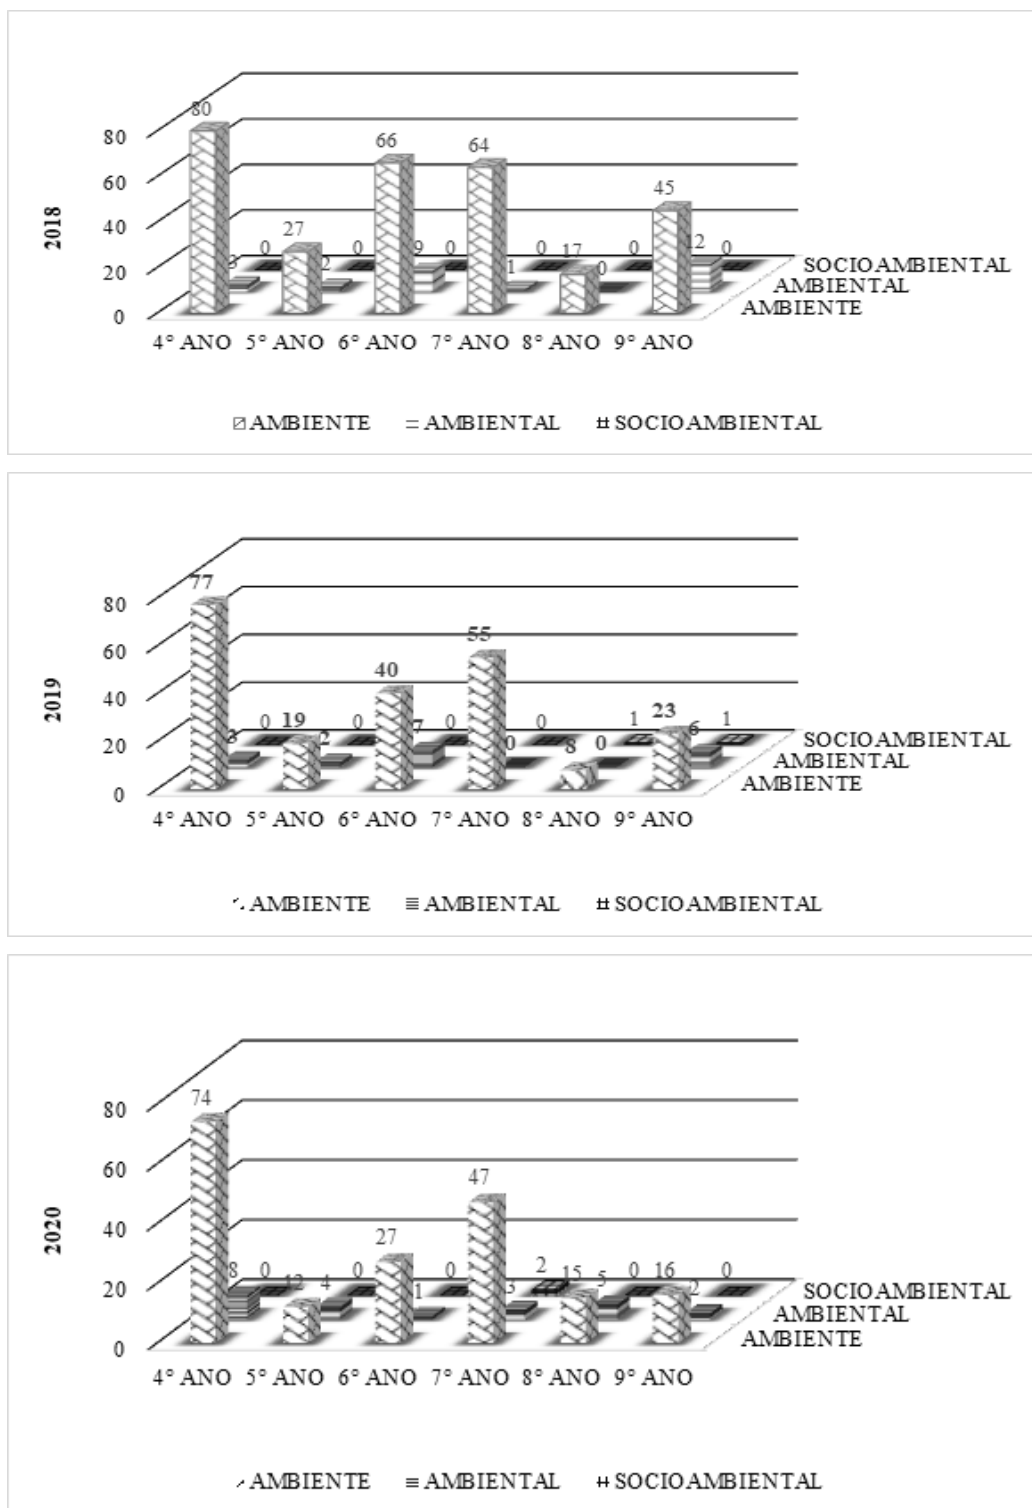 80
66
64
45
27
12
0 0 9 0 0 17 0 0
3 2 1 0
2018
80
60
40
20
0
SOCIOAMBIENTAL
AMBIENTAL
AMBIENTE
4° ANO 5° ANO 6° ANO 7° ANO 8° ANO 9° ANO
AMBIENTE AMBIENTAL SOCIOAMBIENTAL
77
55
40
0 19 0 7 0 0 1 23 6 1
3 2 0 8 0
2019
80
60
40
20
0
SOCIOAMBIENTAL
AMBIENTAL
AMBIENTE
4° ANO 5° ANO 6° ANO 7° ANO 8° ANO 9° ANO
AMBIENTE AMBIENTAL SOCIOAMBIENTAL
74
47
27
8 0 12 4 0 1 0 3 2 15 5 0 16 2 0
2020
80
60
40
20
0
SOCIOAMBIENTAL
AMBIENTAL
AMBIENTE
4° ANO 5° ANO 6° ANO 7° ANO 8° ANO 9° ANO
AMBIENTE AMBIENTAL SOCIOAMBIENTAL